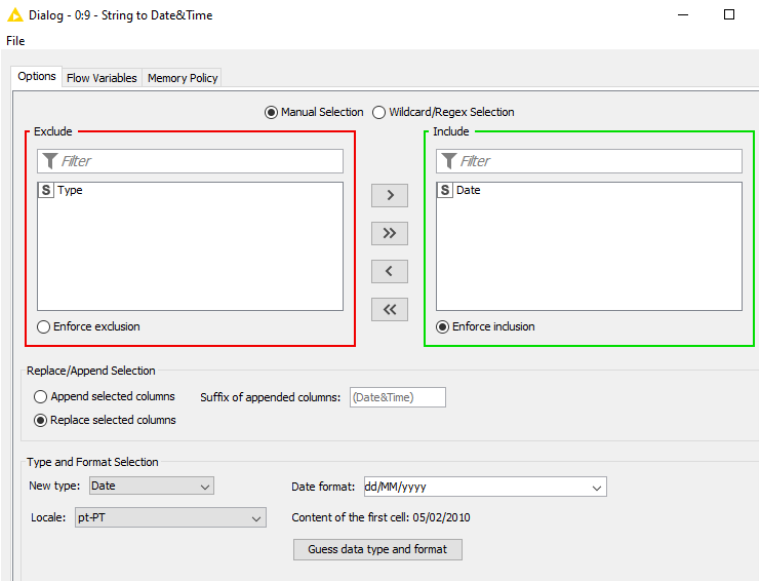 Dialog - 0:9 - String to Date&Time
File
Options Flow Variables Memory Policy
Manual Selection Wildcard/Regex Selection
Exclude Include
Filter Filter
S Type S Date
>
>>
<
<<
Enforce exclusion Enforce inclusion
Replace/Append Selection
Append selected columns Suffix of appended columns: (Date&Time)
Replace selected columns
Type and Format Selection
New type: Date Date format: dd/MM/yyyy
Locale: pt-PT Content of the first cell: 05/02/2010
Guess data type and format